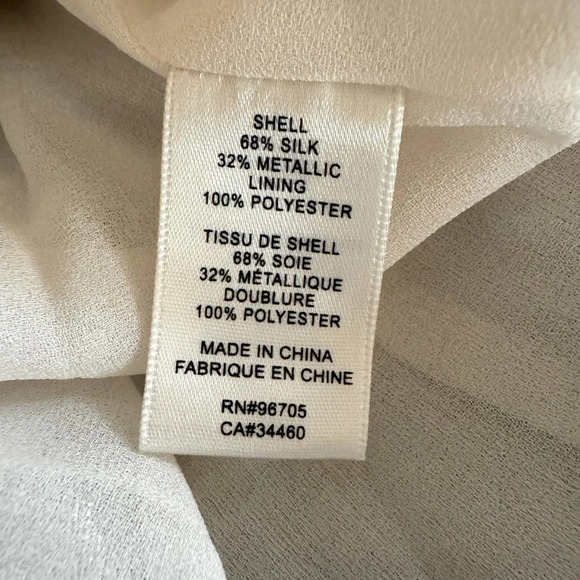 SHELL
68% SILK
32% METALLIC
LINING
100% POLYESTER
TISSU DE SHELL
68% SOIE
32% MÉTALLIQUE
DOUBLURE
100% POLYESTER
MADE IN CHINA
FABRIQUE EN CHINE
RN#96705
CA#34460